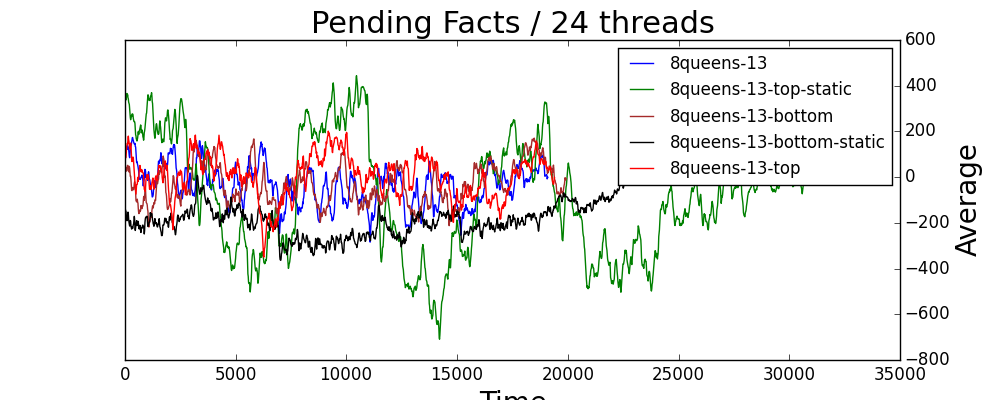 Pending Facts / 24 threads
8queens-13
8queens-13-top-static
8queens-13-bottom
8queens-13-bottom-static
8queens-13-top
600
400
200
0
−200
−400
−600
−800
Average
0 5000 10000 15000 20000 25000 30000 35000
Time